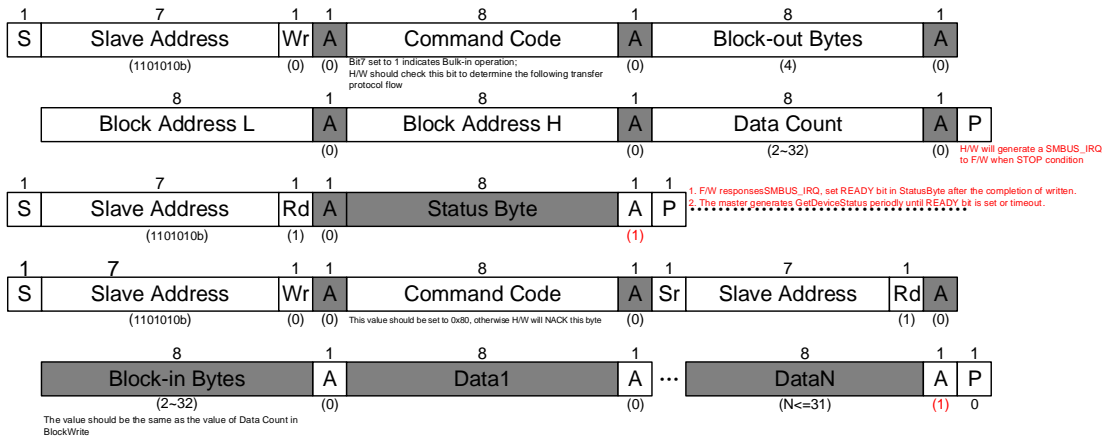 1 7 1 1 8 1 8 1
S Slave Address Wr A Command Code A Block-out Bytes A
(1101010b) (0) (0) Bit7 set to 1 indicates Bulk-in operation; (0) (4) (0)
H/W should check this bit to determine the following transfer
protocol flow
8 1 8 1 8 1 1
Block Address L A Block Address H A Data Count A P
(0) (0) (2~32) (0) H/W will generate a SMBUS_IRQ
to F/W when STOP condition
1 7 1 1 8 1 1
S Slave Address Rd A Status Byte A P
1. F/W responsesSMBUS_IRQ, set READY bit in StatusByte after the completion of written.
2. The master generates GetDeviceStatus periodly until READY bit is set or timeout.
(1101010b) (1) (0) (1)
1 7 1 1 8 1 1 7 1 1
S Slave Address Wr A Command Code A Sr Slave Address Rd A
(1101010b) (0) (0) This value should be set to 0x80, otherwise H/W will NACK this byte (0) (1) (0)
8 1 8 1 8 1 1
Block-in Bytes A Data1 A ... DataN A P
(2~32) (0) (0) (N<=31) (1) 0
The value should be the same as the value of Data Count in
BlockWrite